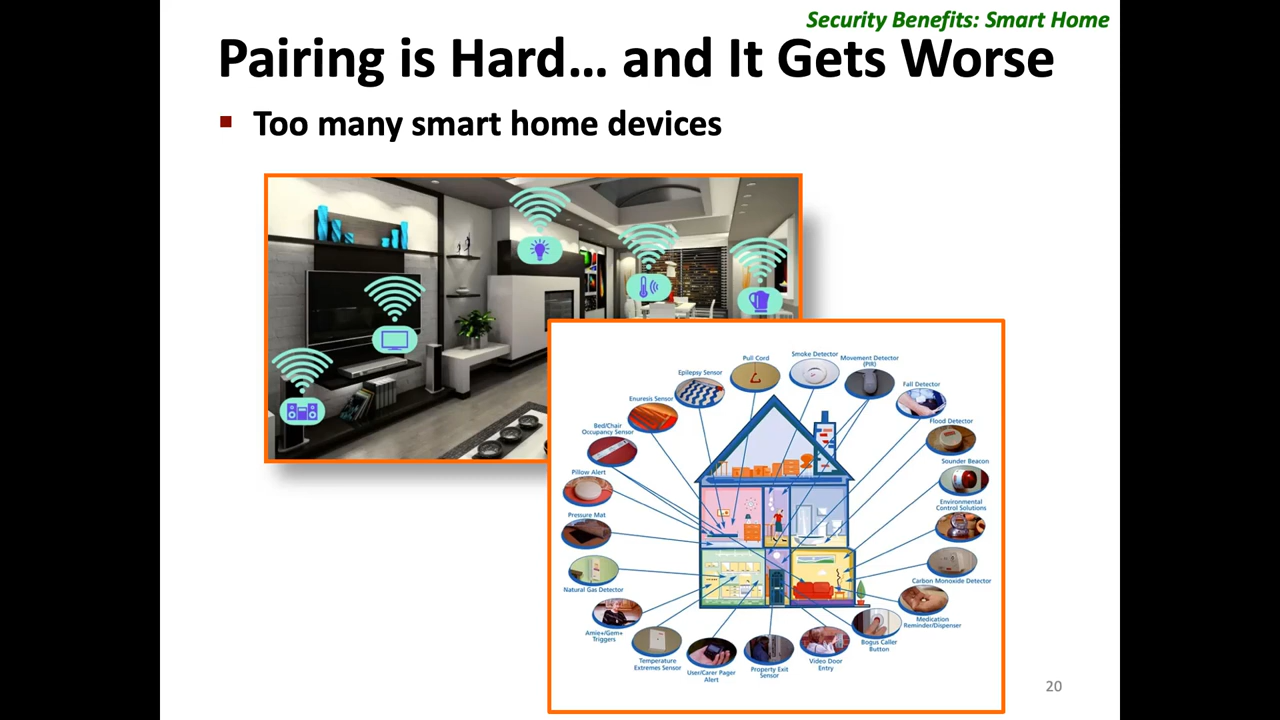 Security Benefits: Smart Home
Pairing is Hard... and It Gets Worse
Too many smart home devices
Pull Cord
Smoke Detector
Movement Detector
(PIR)
Epilepsy Sensor
Fall Detector
Enuresis Sensor
Flood Detector
Bed/Chair
Occupancy Sensor
Sounder Beacon
Pillow Alert
Environmental
Control Solutions
Pressure Mat
Carbon Monoxide Detector
Natural Gas Detector
Medication
Reminder/Dispenser
Amie+/Gem+
Triggers
Bogus Caller
Button
Temperature
Extremes Sensor
User/Carer Pager
Alert
Property Exit
Sensor
Video Door
Entry
20